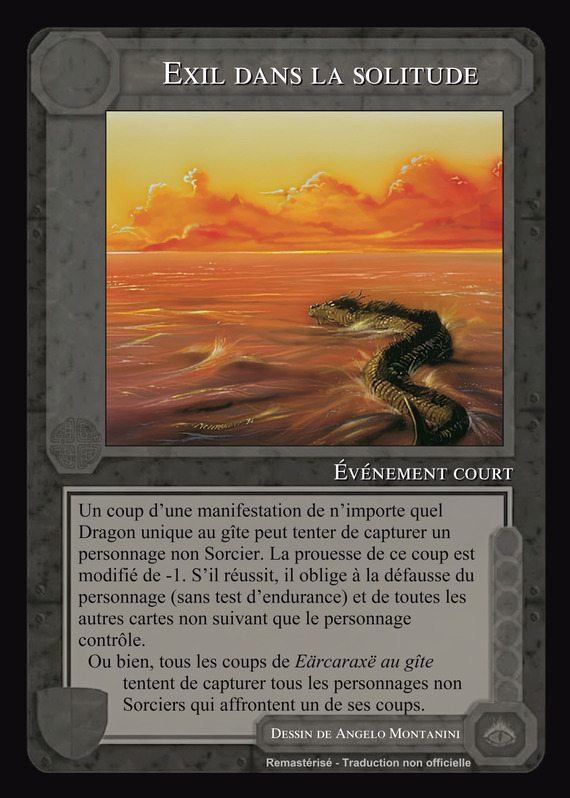 Exil dans la solitude
Événement court
Un coup d’une manifestation de n’importe quel
Dragon unique au gîte peut tenter de capturer un
personnage non Sorcier. La prouesse de ce coup est
modifié de -1. S’il réussit, il oblige à la défausse du
personnage (sans test d’endurance) et de toutes les
autres cartes non suivant que le personnage
contrôle.
Ou bien, tous les coups de Eärcaraxë au gîte
tentent de capturer tous les personnages non
Sorciers qui affrontent un de ses coups.
Dessin de Angelo Montanini
Remastérisé - Traduction non officielle